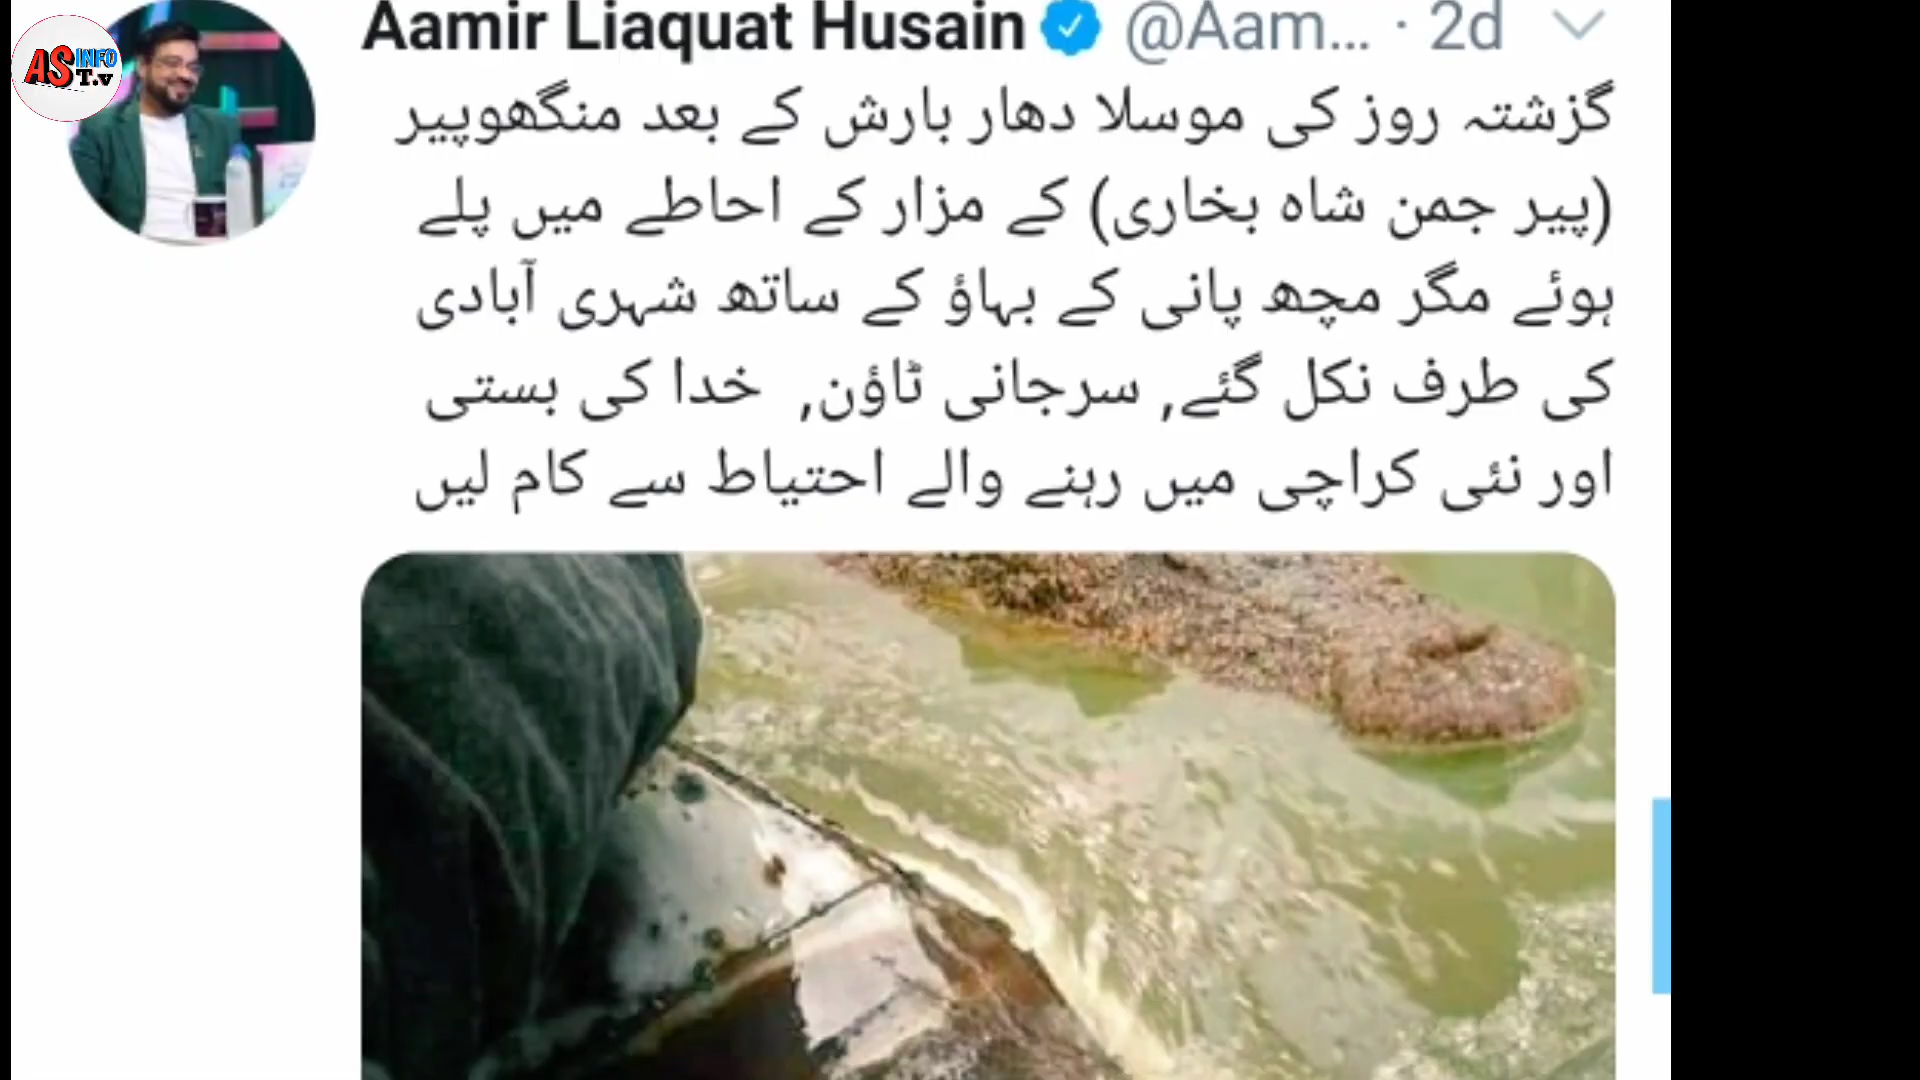 AS INFO T.v
Aamir Liaquat Husain @Aam... · 2d
گزشتہ روز کی موسلا دھار بارش کے بعد منگھوپیر
(پیر جمن شاہ بخاری) کے مزار کے احاطے میں پلے
ہوئے مگر مچھ پانی کے بہاؤ کے ساتھ شہری آبادی
کی طرف نکل گئے, سرجانی ٹاؤن, خدا کی بستی
اور نئی کراچی میں رہنے والے احتیاط سے کام لیں